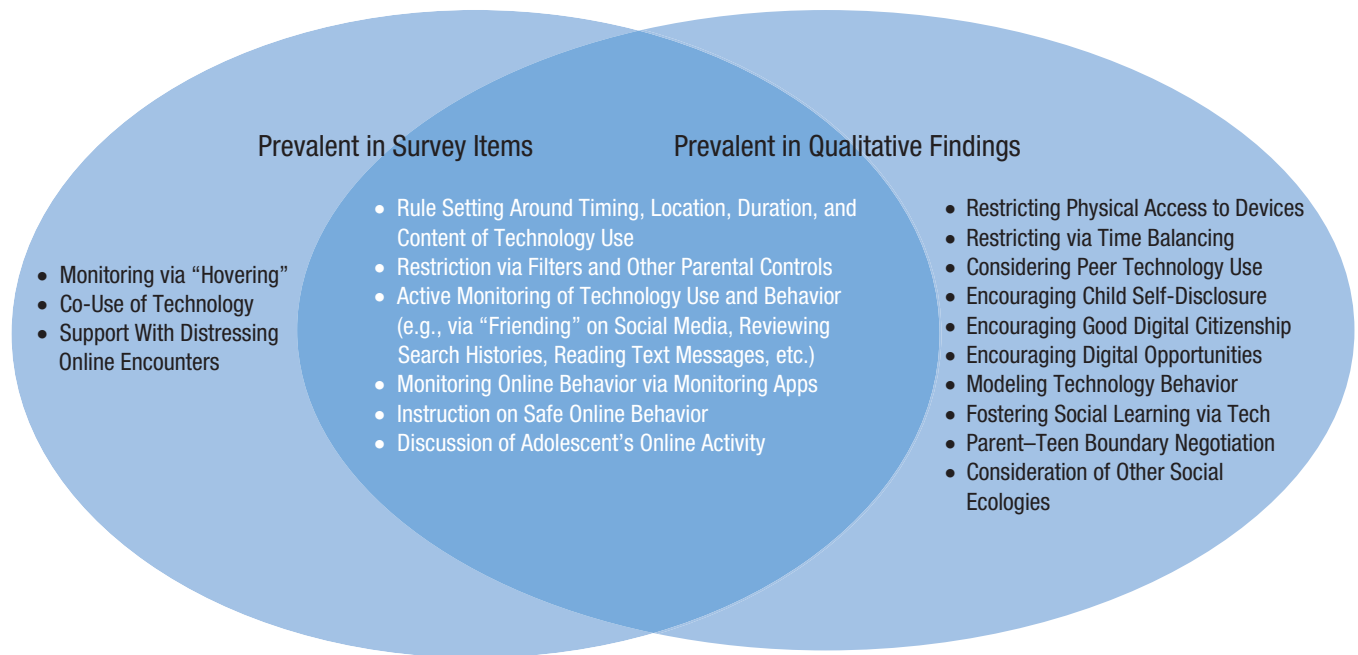 Prevalent in Survey Items
Prevalent in Qualitative Findings
• Monitoring via “Hovering”
• Co-Use of Technology
• Support With Distressing
Online Encounters
• Rule Setting Around Timing, Location, Duration, and
Content of Technology Use
• Restriction via Filters and Other Parental Controls
• Active Monitoring of Technology Use and Behavior
(e.g., via “Friending” on Social Media, Reviewing
Search Histories, Reading Text Messages, etc.)
• Monitoring Online Behavior via Monitoring Apps
• Instruction on Safe Online Behavior
• Discussion of Adolescent’s Online Activity
• Restricting Physical Access to Devices
• Restricting via Time Balancing
• Considering Peer Technology Use
• Encouraging Child Self-Disclosure
• Encouraging Good Digital Citizenship
• Encouraging Digital Opportunities
• Modeling Technology Behavior
• Fostering Social Learning via Tech
• Parent–Teen Boundary Negotiation
• Consideration of Other Social
Ecologies